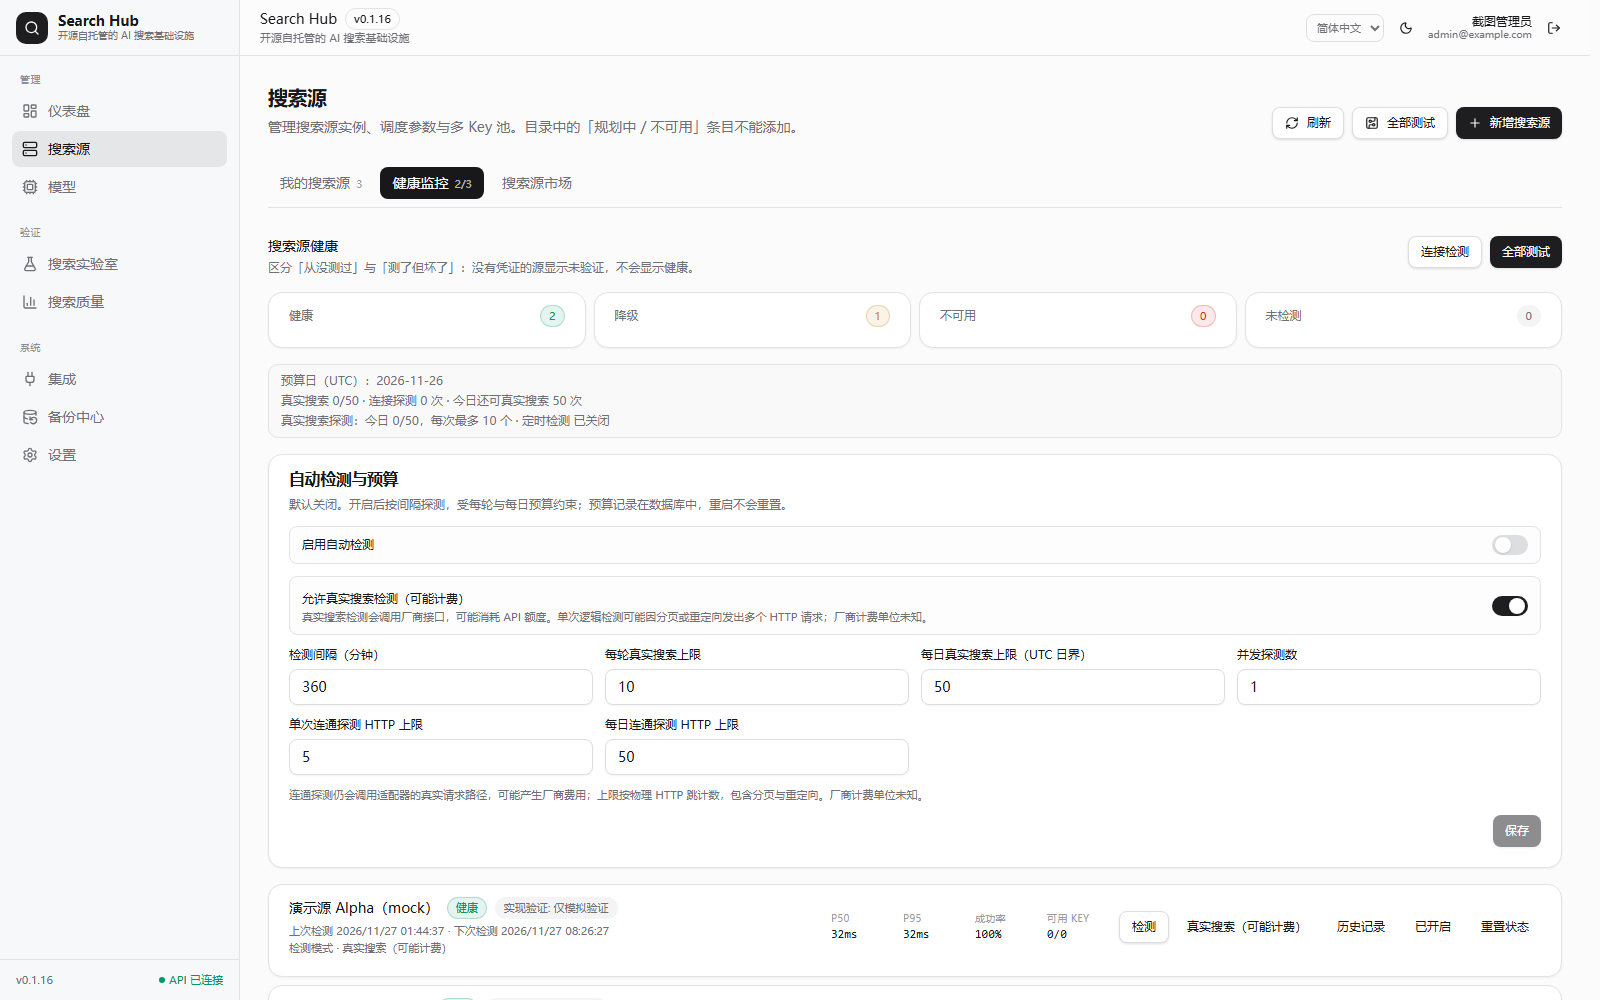 Search Hub
开源自托管的 AI 搜索基础设施
Search Hub v0.1.16
开源自托管的 AI 搜索基础设施
简体中文
截图管理员
admin@example.com
管理
仪表盘
搜索源
模型
验证
搜索实验室
搜索质量
系统
集成
备份中心
设置
v0.1.16
API 已连接
搜索源
管理搜索源实例、调度参数与多 Key 池。目录中的「规划中 / 不可用」条目不能添加。
刷新
全部测试
新增搜索源
我的搜索源 3
健康监控 2/3
搜索源市场
搜索源健康
区分「从没测过」与「测了但坏了」：没有凭证的源显示未验证，不会显示健康。
连接检测
全部测试
健康 2
降级 1
不可用 0
未检测 0
预算日（UTC）：2026-11-26
真实搜索 0/50 · 连接探测 0 次 · 今日还可真实搜索 50 次
真实搜索探测：今日 0/50，每次最多 10 个 · 定时检测 已关闭
自动检测与预算
默认关闭。开启后按间隔探测，受每轮与每日预算约束；预算记录在数据库中，重启不会重置。
启用自动检测
允许真实搜索检测（可能计费）
真实搜索检测会调用厂商接口，可能消耗 API 额度。单次逻辑检测可能因分页或重定向发出多个 HTTP 请求；厂商计费单位未知。
检测间隔（分钟）
360
每轮真实搜索上限
10
每日真实搜索上限（UTC 日界）
50
并发探测数
1
单次连通探测 HTTP 上限
5
每日连通探测 HTTP 上限
50
连通探测仍会调用适配器的真实请求路径，可能产生厂商费用；上限按物理 HTTP 跳计数，包含分页与重定向。厂商计费单位未知。
保存
演示源 Alpha（mock） 健康 实现验证: 仅模拟验证
上次检测 2026/11/27 01:44:37 · 下次检测 2026/11/27 08:26:27
检测模式 · 真实搜索（可能计费）
P50
32ms
P95
32ms
成功率
100%
可用 KEY
0/0
检测
真实搜索（可能计费）
历史记录
已开启
重置状态